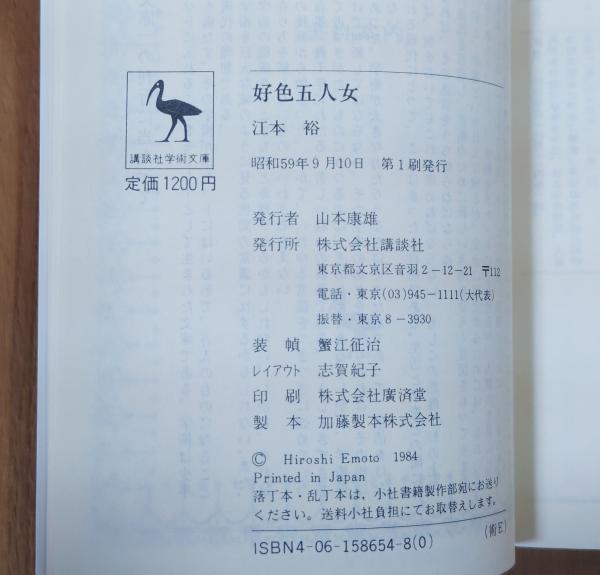 講談社学術文庫
定価1200円
好色五人女
江本 裕
昭和59年9月10日 第1刷発行
発行者 山本康雄
発行所 株式会社講談社
東京都文京区音羽2-12-21 〒112
電話・東京(03)945-1111(大代表)
振替・東京8-3930
装 幀 蟹江征治
レイアウト 志賀紀子
印 刷 株式会社廣済堂
製 本 加藤製本株式会社
© Hiroshi Emoto 1984
Printed in Japan
落丁本・乱丁本は，小社書籍製作部宛にお送り
ください。送料小社負担にてお取替えします。
ISBN4-06-158654-8(0) (術E)